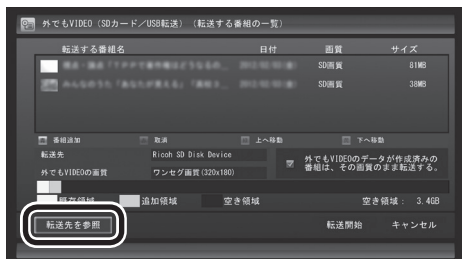 外でもVIDEO（SDカード／USB転送）（転送する番組の一覧）
転送する番組名 日付 画質 サイズ
SD画質 81MB
SD画質 38MB
番組追加 取消 上へ移動 下へ移動
転送先 Ricoh SD Disk Device
外でもVIDEOの画質 ワンセグ画質(320x180)
外でもVIDEOのデータが作成済みの
番組は、その画質のまま転送する。
既存領域 追加領域 空き領域 空き領域： 3.4GB
転送先を参照 転送開始 キャンセル